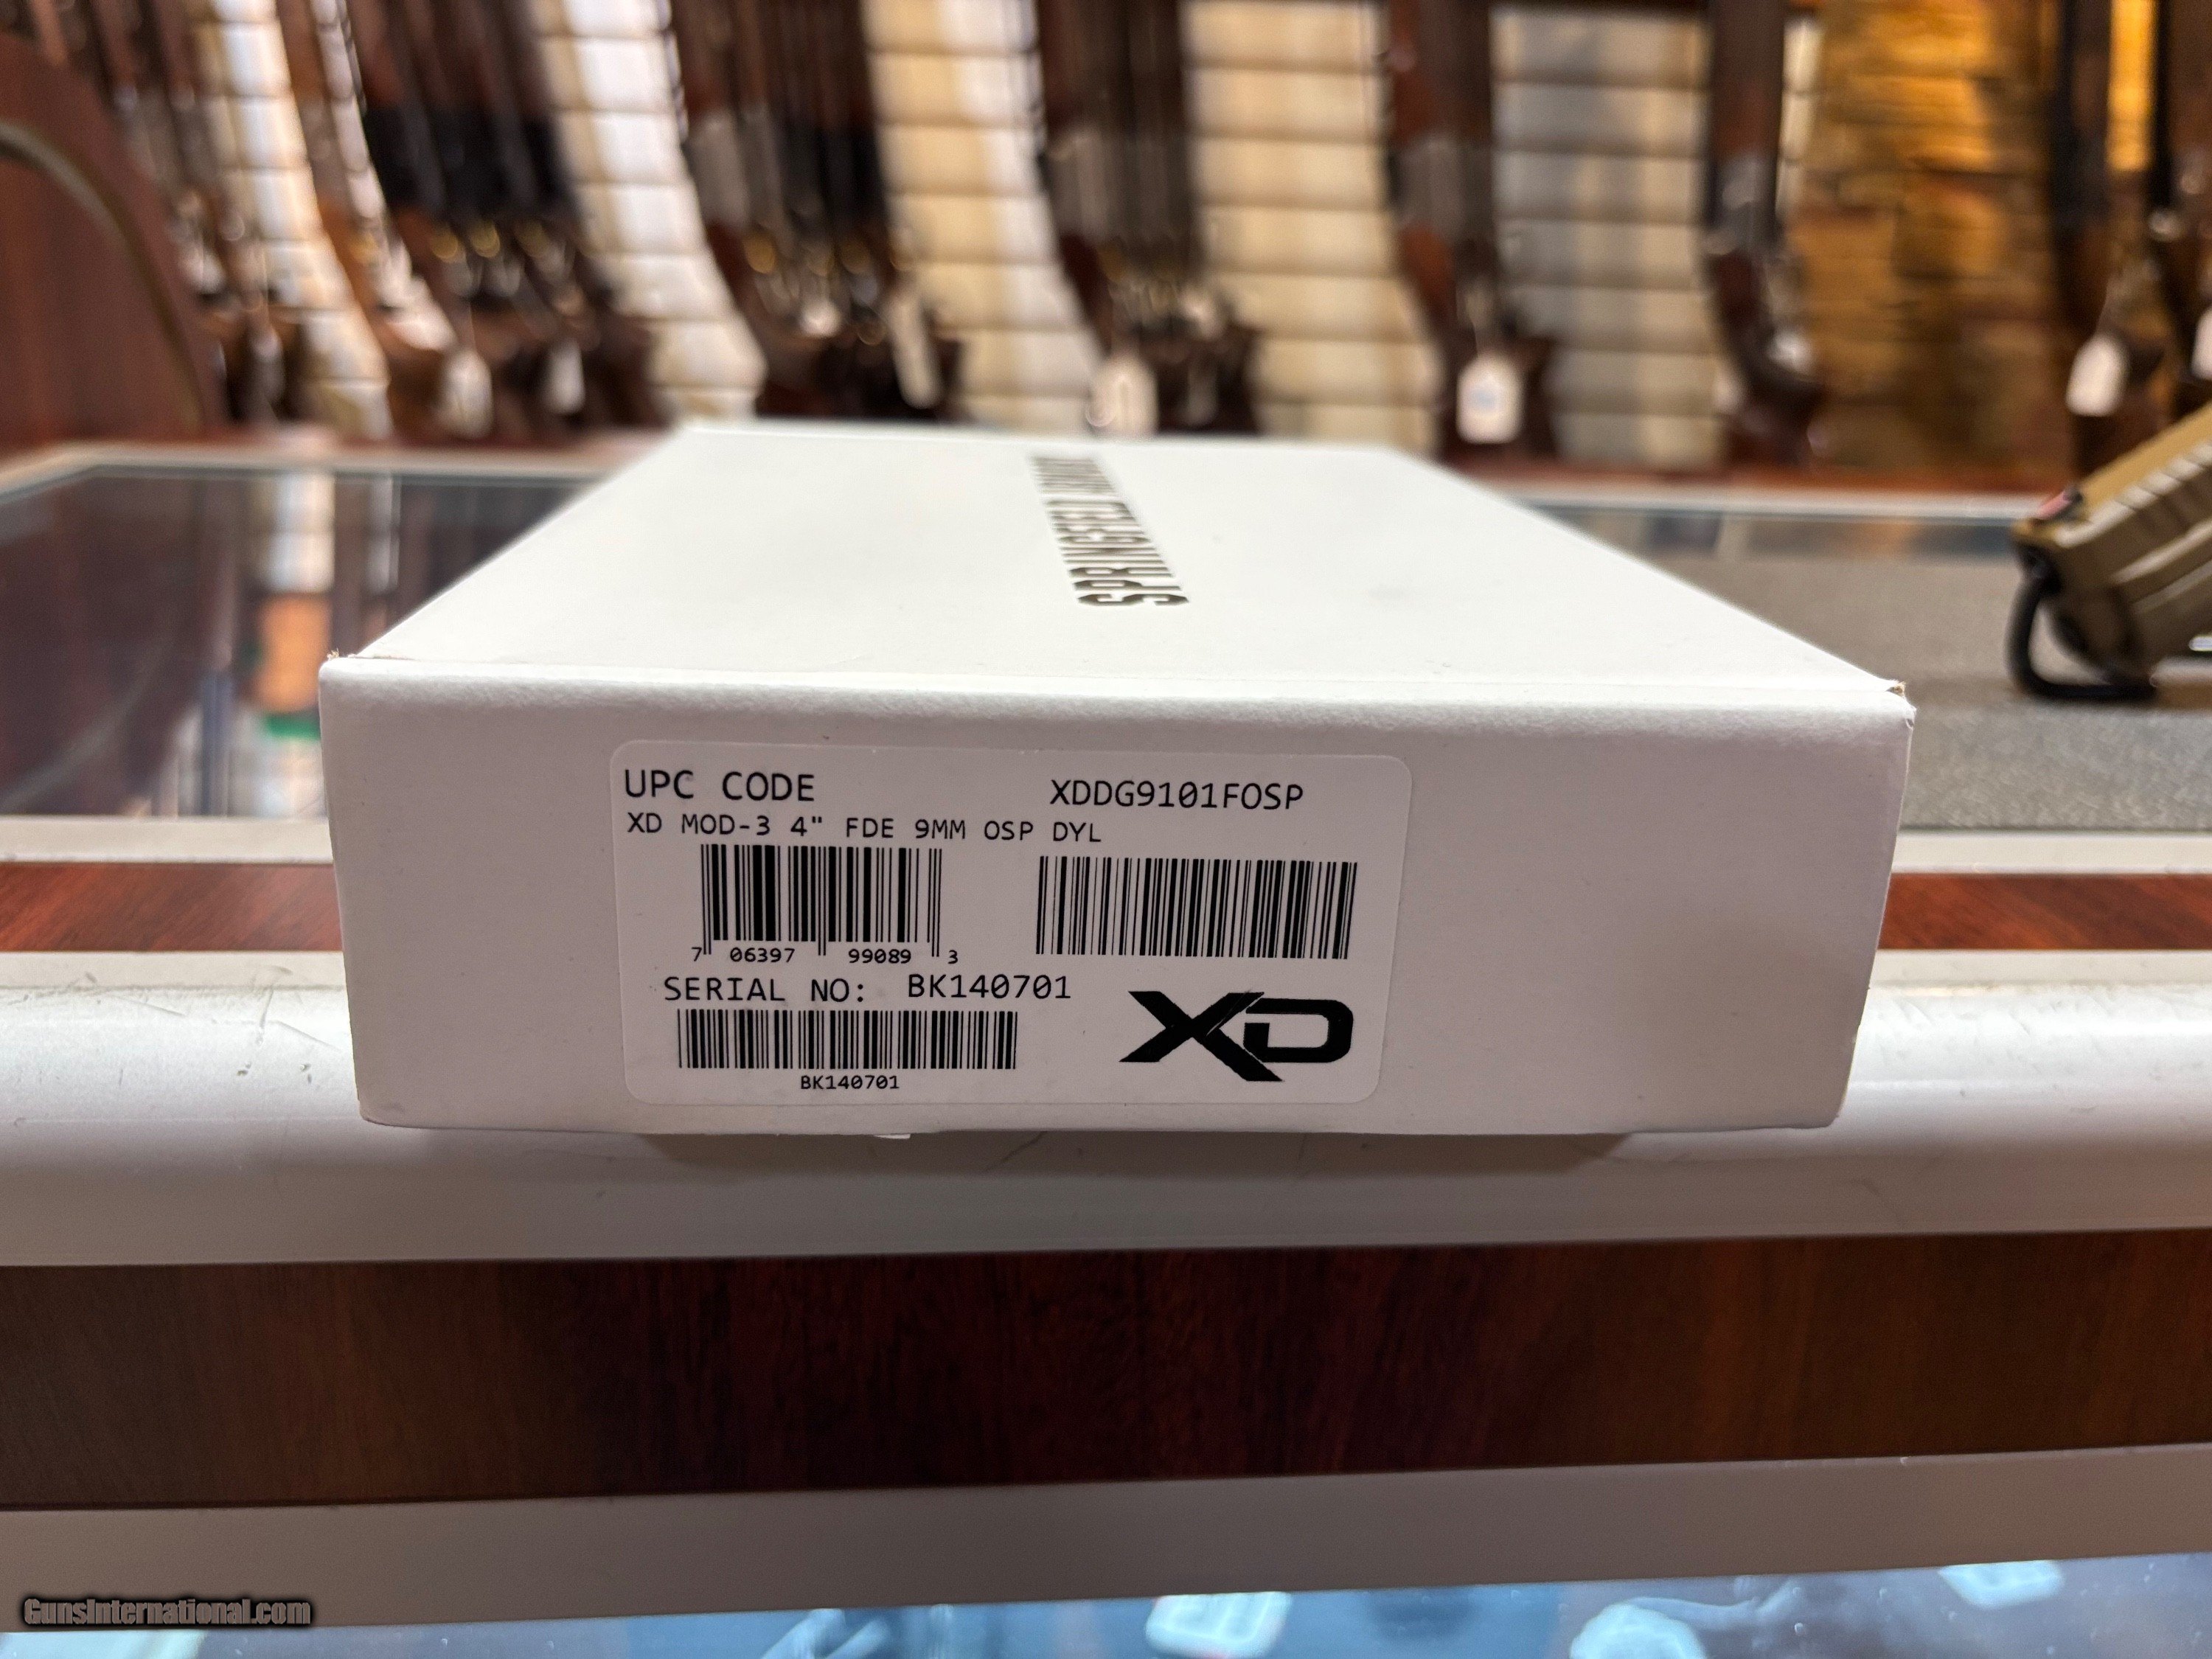 SPRINGFIELD ARMORY
UPC CODE XDDG9101FOSP
XD MOD-3 4" FDE 9MM OSP DYL
7 06397 99089 3
SERIAL NO: BK140701
BK140701
XD
GunsInternational.com